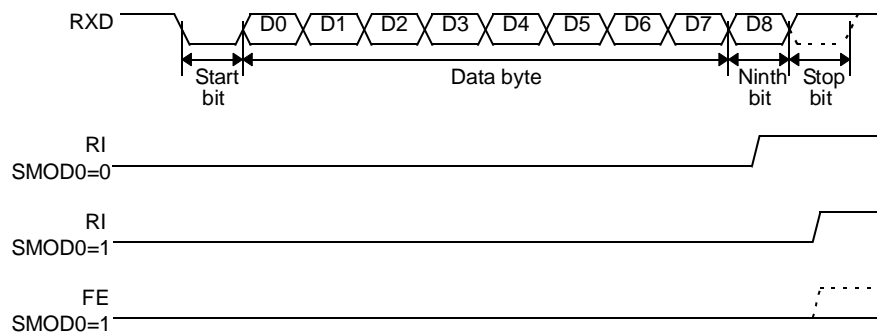 RXD D0 D1 D2 D3 D4 D5 D6 D7 D8
Start Data byte Ninth Stop
bit bit bit
RI
SMOD0=0
RI
SMOD0=1
FE
SMOD0=1